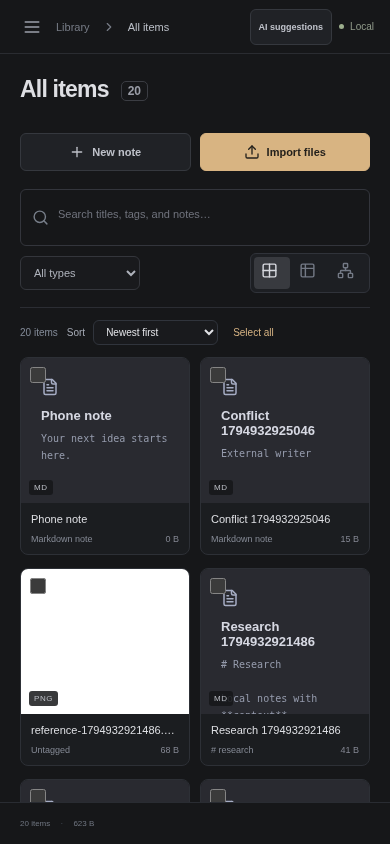 Library > All items
AI suggestions
Local
All items 20
New note
Import files
Search titles, tags, and notes…
All types
20 items Sort Newest first Select all
Phone note
Your next idea starts
here.
MD
Phone note
Markdown note 0 B
Conflict
1794932925046
External writer
MD
Conflict 1794932925046
Markdown note 15 B
PNG
reference-1794932921486.…
Untagged 68 B
Research
1794932921486
# Research
cal notes with
MD
Research 1794932921486
# research 41 B
20 items · 623 B